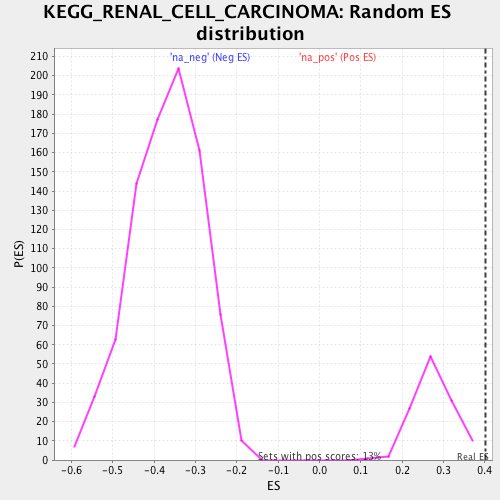 KEGG_RENAL_CELL_CARCINOMA: Random ES
distribution
'na_neg' (Neg ES) 'na_pos' (Pos ES)
210
200
190
180
170
160
150
140
130
120
110
100
90
80
70
60
50
40
30
20
10
0
P(ES)
Sets with pos scores: 13%
Real ES
-0.6 -0.5 -0.4 -0.3 -0.2 -0.1 0.0 0.1 0.2 0.3 0.4
ES